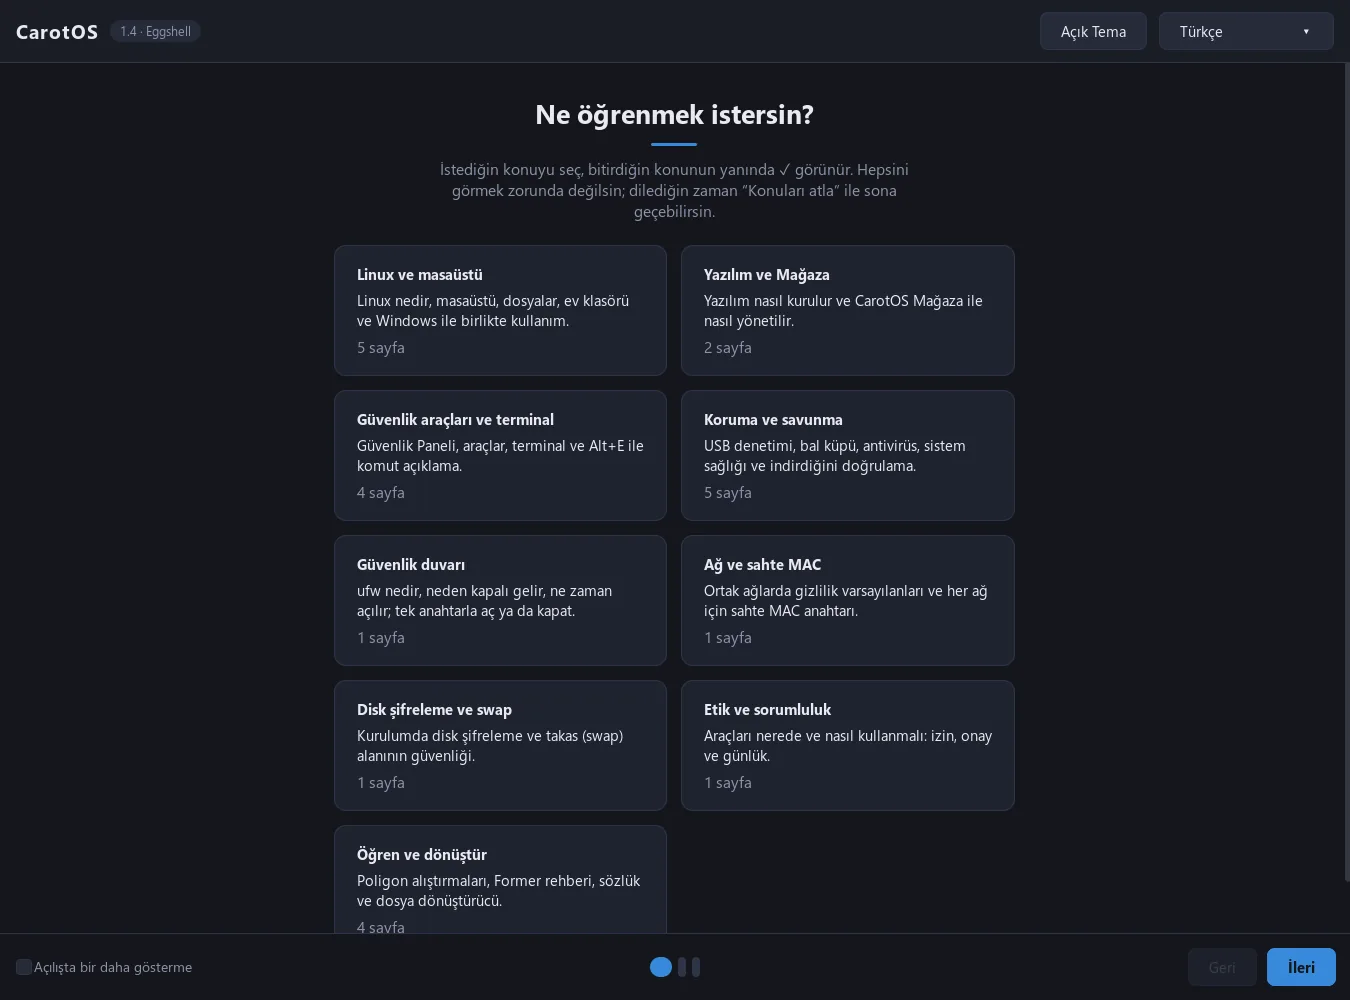 CarotOS
1.4 · Eggshell
Açık Tema
Türkçe
Ne öğrenmek istersin?
İstediğin konuyu seç, bitirdiğin konunun yanında ✓ görünür. Hepsini
görmek zorunda değilsin; dilediğin zaman "Konuları atla" ile sona
geçebilirsin.
Linux ve masaüstü
Linux nedir, masaüstü, dosyalar, ev klasörü
ve Windows ile birlikte kullanım.
5 sayfa
Yazılım ve Mağaza
Yazılım nasıl kurulur ve CarotOS Mağaza ile
nasıl yönetilir.
2 sayfa
Güvenlik araçları ve terminal
Güvenlik Paneli, araçlar, terminal ve Alt+E ile
komut açıklama.
4 sayfa
Koruma ve savunma
USB denetimi, bal küpü, antivirüs, sistem
sağlığı ve indirdiğini doğrulama.
5 sayfa
Güvenlik duvarı
ufw nedir, neden kapalı gelir, ne zaman
açılır; tek anahtarla aç ya da kapat.
1 sayfa
Ağ ve sahte MAC
Ortak ağlarda gizlilik varsayılanları ve her ağ
için sahte MAC anahtarı.
1 sayfa
Disk şifreleme ve swap
Kurulumda disk şifreleme ve takas (swap)
alanının güvenliği.
1 sayfa
Etik ve sorumluluk
Araçları nerede ve nasıl kullanmalı: izin, onay
ve günlük.
1 sayfa
Öğren ve dönüştür
Poligon alıştırmaları, Former rehberi, sözlük
ve dosya dönüştürücü.
4 sayfa
Açılışta bir daha gösterme
Geri
İleri